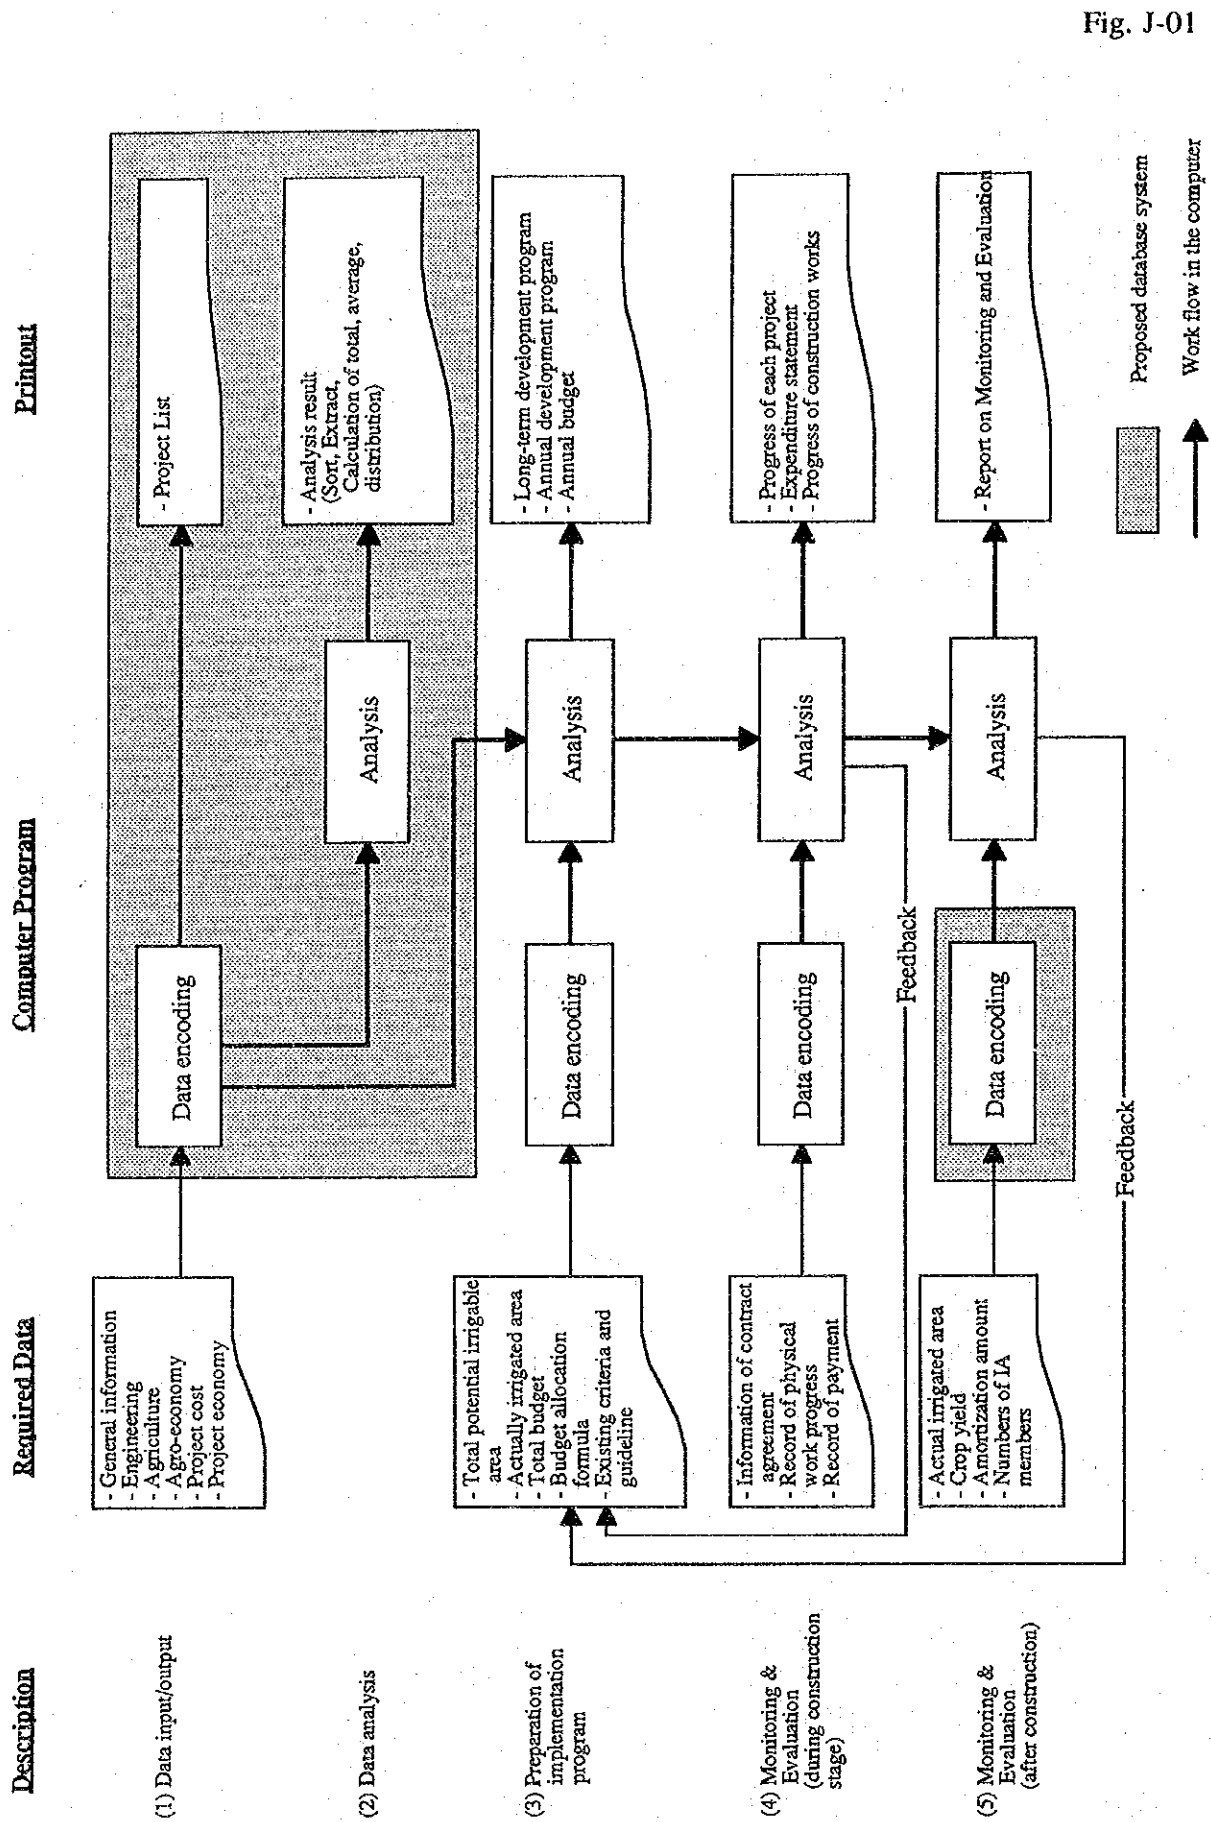 Fig. J-01
Description
Required Data
Computer Program
Printout
(1) Data input/output
- General information
- Engineering
- Agriculture
- Agro-economy
- Project cost
- Project economy
Data encoding
- Project List
(2) Data analysis
Analysis
- Analysis result
(Sort, Extract,
Calculation of total, average,
distribution)
(3) Preparation of
implementation
program
- Total potential irrigable
area
- Actually irrigated area
- Total budget
- Budget allocation
formula
- Existing criteria and
guideline
Data encoding
Analysis
- Long-term development program
- Annual development program
- Annual budget
(4) Monitoring &
Evaluation
(during construction
stage)
- Information of contract
agreement
- Record of physical
work progress
- Record of payment
Data encoding
Analysis
- Progress of each project
- Expenditure statement
- Progress of construction works
Feedback
(5) Monitoring &
Evaluation
(after construction)
- Actual irrigated area
- Crop yield
- Amortization amount
- Numbers of IA
members
Data encoding
Analysis
- Report on Monitoring and Evaluation
Feedback
Proposed database system
Work flow in the computer